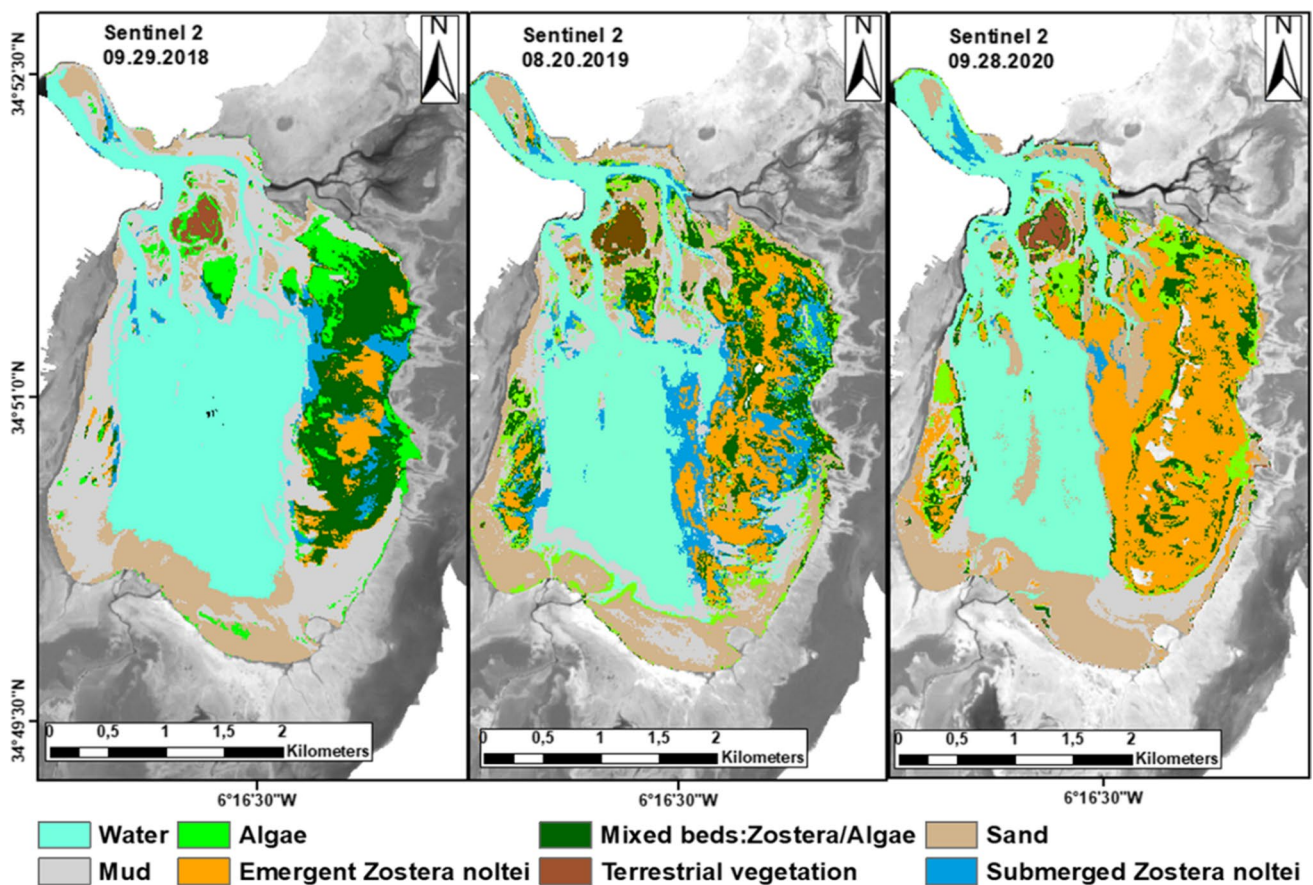 Sentinel 2
09.29.2018
N
Sentinel 2
08.20.2019
N
Sentinel 2
09.28.2020
N
34°52'30"N
34°51'0"N
34°49'30"N
0 0,5 1 1,5 2
Kilometers
0 0,5 1 1,5 2
Kilometers
0 0,5 1 1,5 2
Kilometers
6°16'30"W
6°16'30"W
6°16'30"W
Water
Algae
Mixed beds:Zostera/Algae
Sand
Mud
Emergent Zostera noltei
Terrestrial vegetation
Submerged Zostera noltei